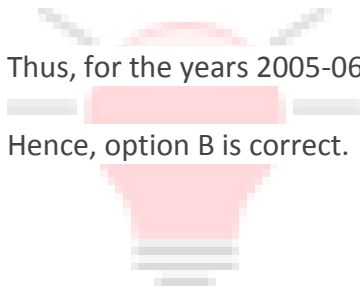 Thus, for the years 2005-06
Hence, option B is correct.